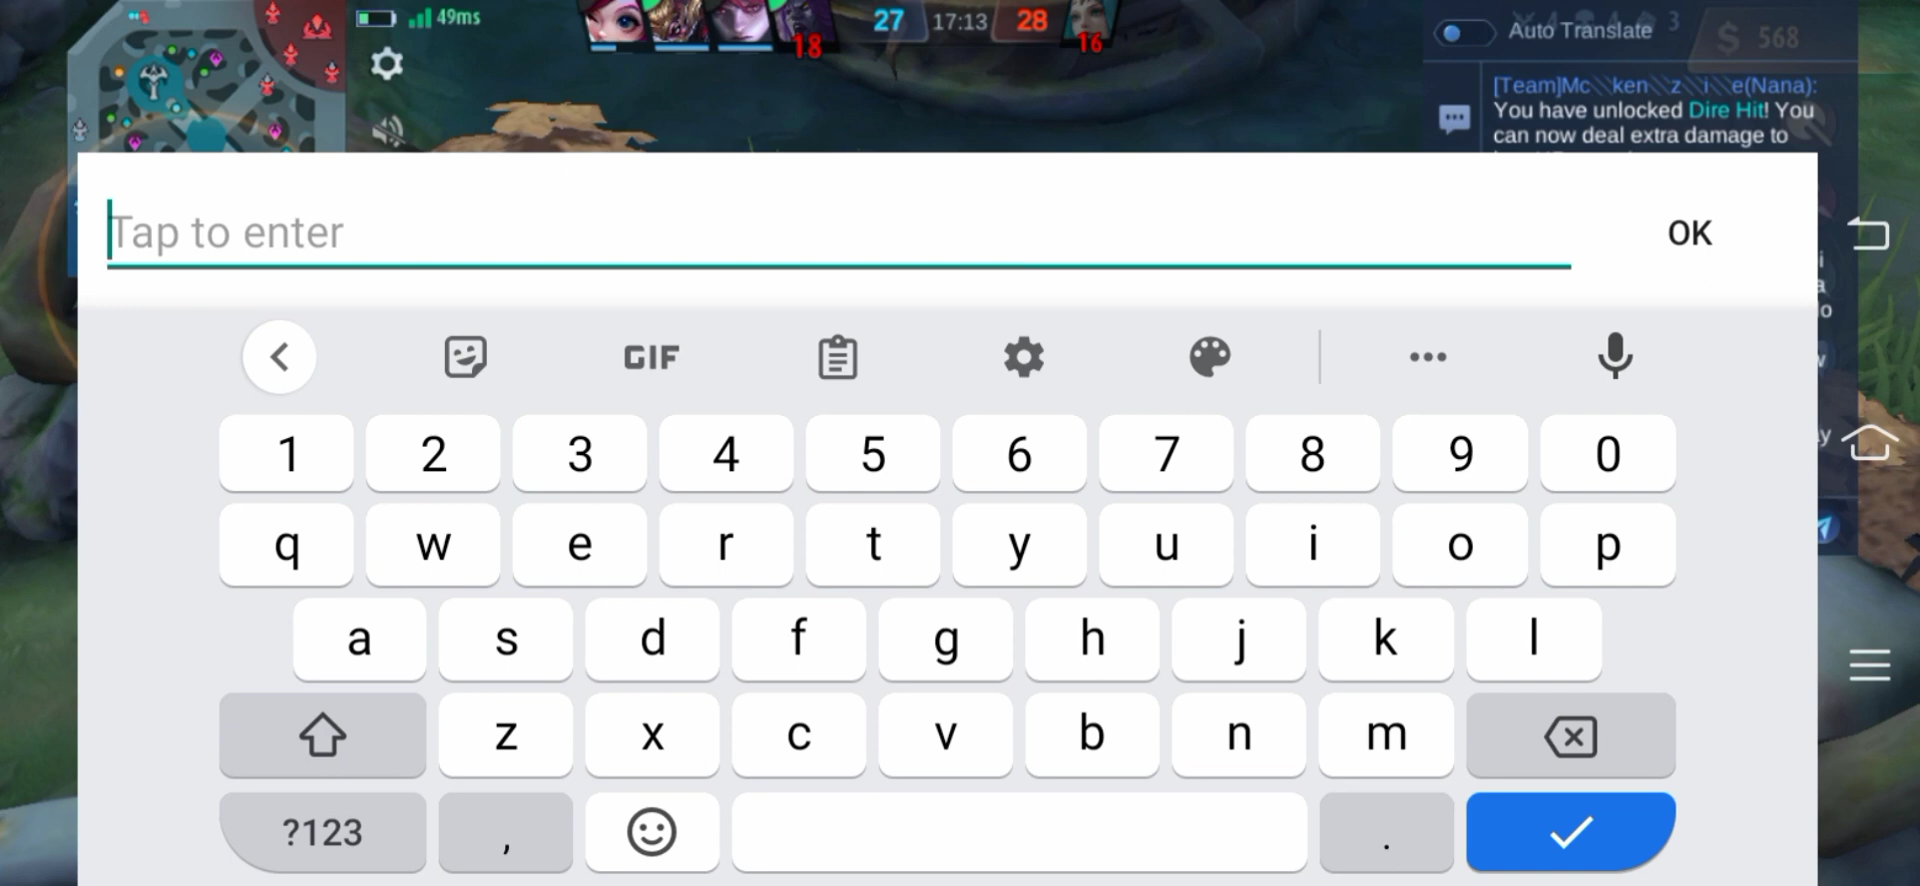 49ms
27 17:13 28
18
16
Auto Translate
3
$ 568
[Team]Mc⟍⟍ken⟍⟍z⟍⟍i⟍⟍e(Nana):
You have unlocked Dire Hit! You
can now deal extra damage to
Tap to enter
OK
GIF
1 2 3 4 5 6 7 8 9 0
q w e r t y u i o p
a s d f g h j k l
z x c v b n m
?123 , .